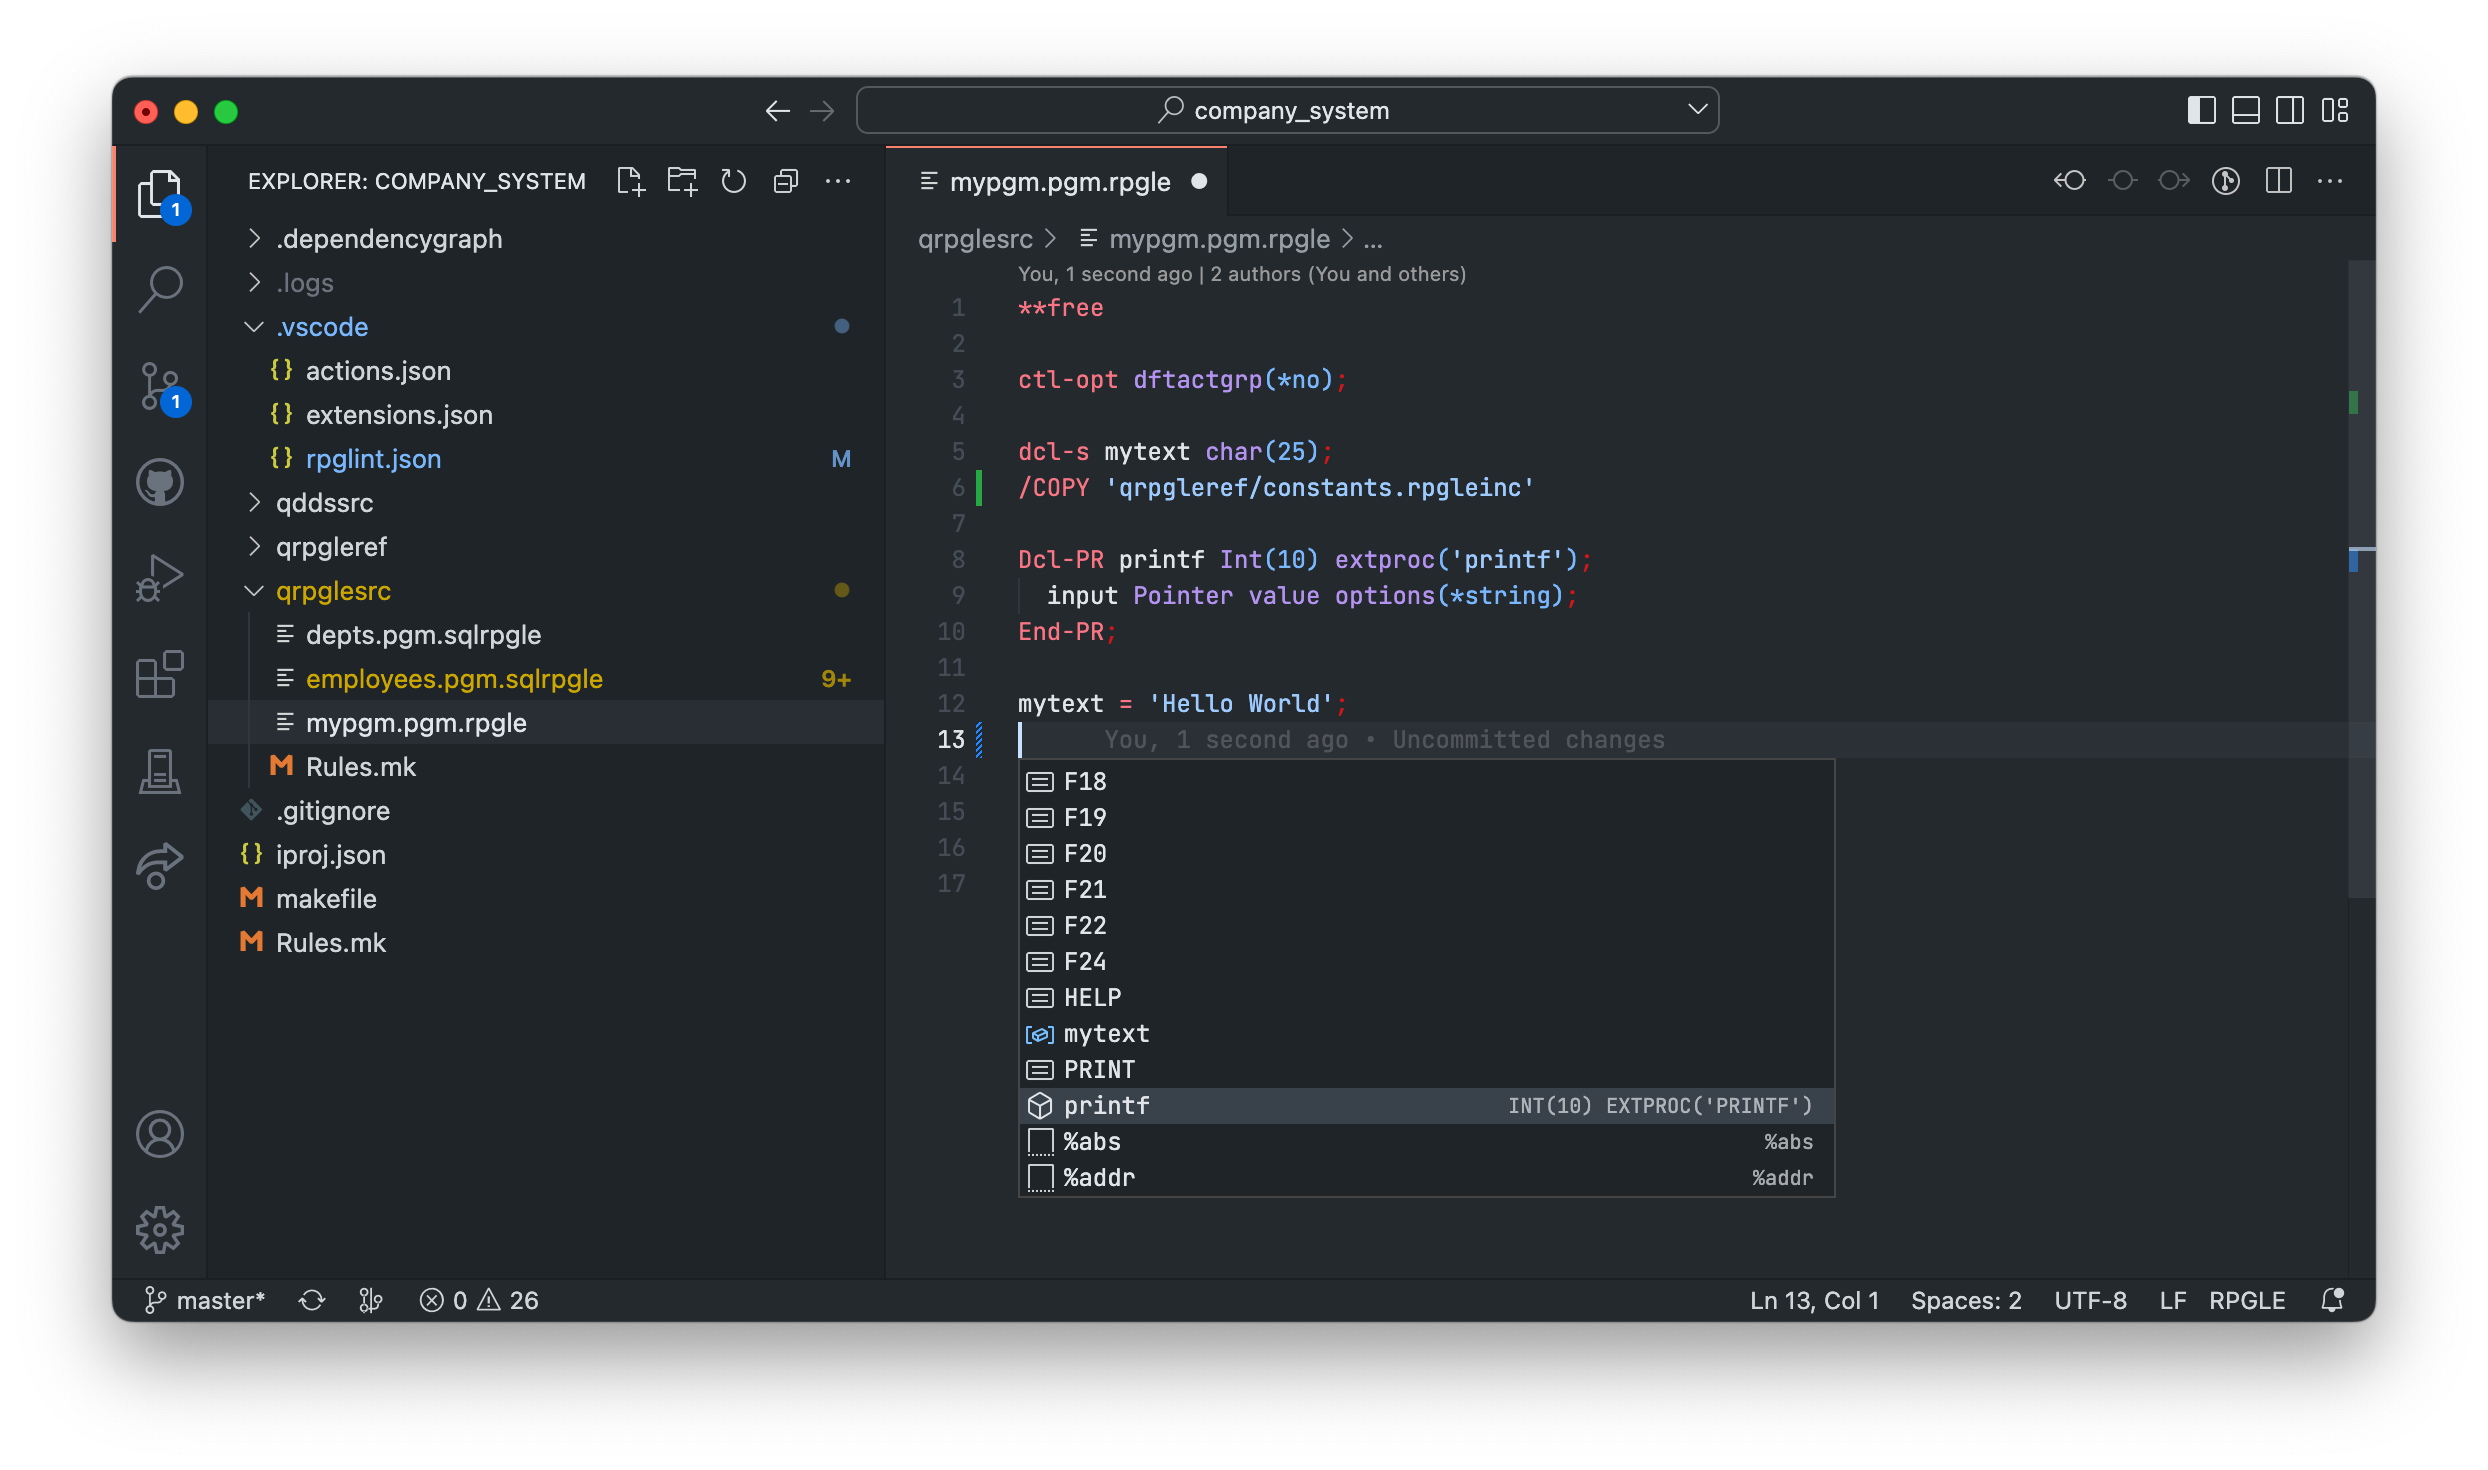 company_system
EXPLORER: COMPANY_SYSTEM
1
1
.dependencygraph
.logs
.vscode
actions.json
extensions.json
rpglint.json M
qddssrc
qrpgleref
qrpglesrc
depts.pgm.sqlrpgle
employees.pgm.sqlrpgle 9+
mypgm.pgm.rpgle
Rules.mk
.gitignore
iproj.json
makefile
Rules.mk
mypgm.pgm.rpgle
qrpglesrc > mypgm.pgm.rpgle > ...
You, 1 second ago | 2 authors (You and others)
1 **free
2
3 ctl-opt dftactgrp(*no);
4
5 dcl-s mytext char(25);
6 /COPY 'qrpgleref/constants.rpgleinc'
7
8 Dcl-PR printf Int(10) extproc('printf');
9 input Pointer value options(*string);
10 End-PR;
11
12 mytext = 'Hello World';
13 You, 1 second ago • Uncommitted changes
14
15
16
17
F18
F19
F20
F21
F22
F24
HELP
mytext
PRINT
printf INT(10) EXTPROC('PRINTF')
%abs %abs
%addr %addr
master* 0 26 Ln 13, Col 1 Spaces: 2 UTF-8 LF RPGLE